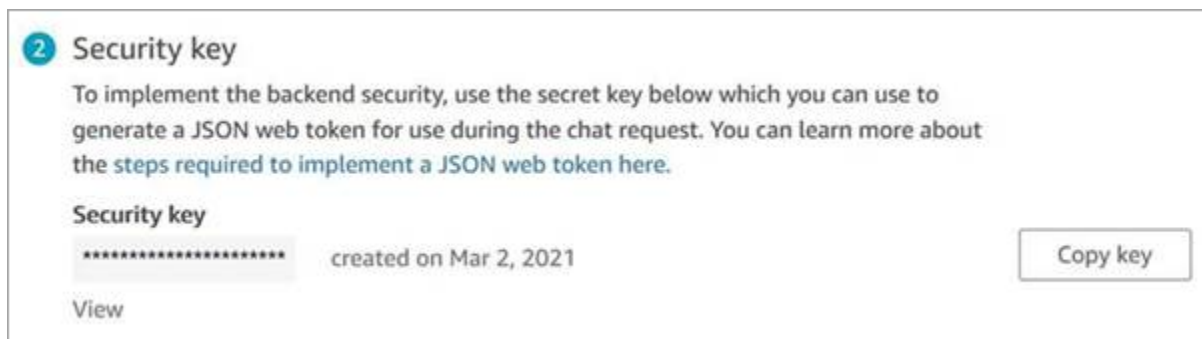 2 Security key
To implement the backend security, use the secret key below which you can use to
generate a JSON web token for use during the chat request. You can learn more about
the steps required to implement a JSON web token here.
Security key
********************** created on Mar 2, 2021 Copy key
View